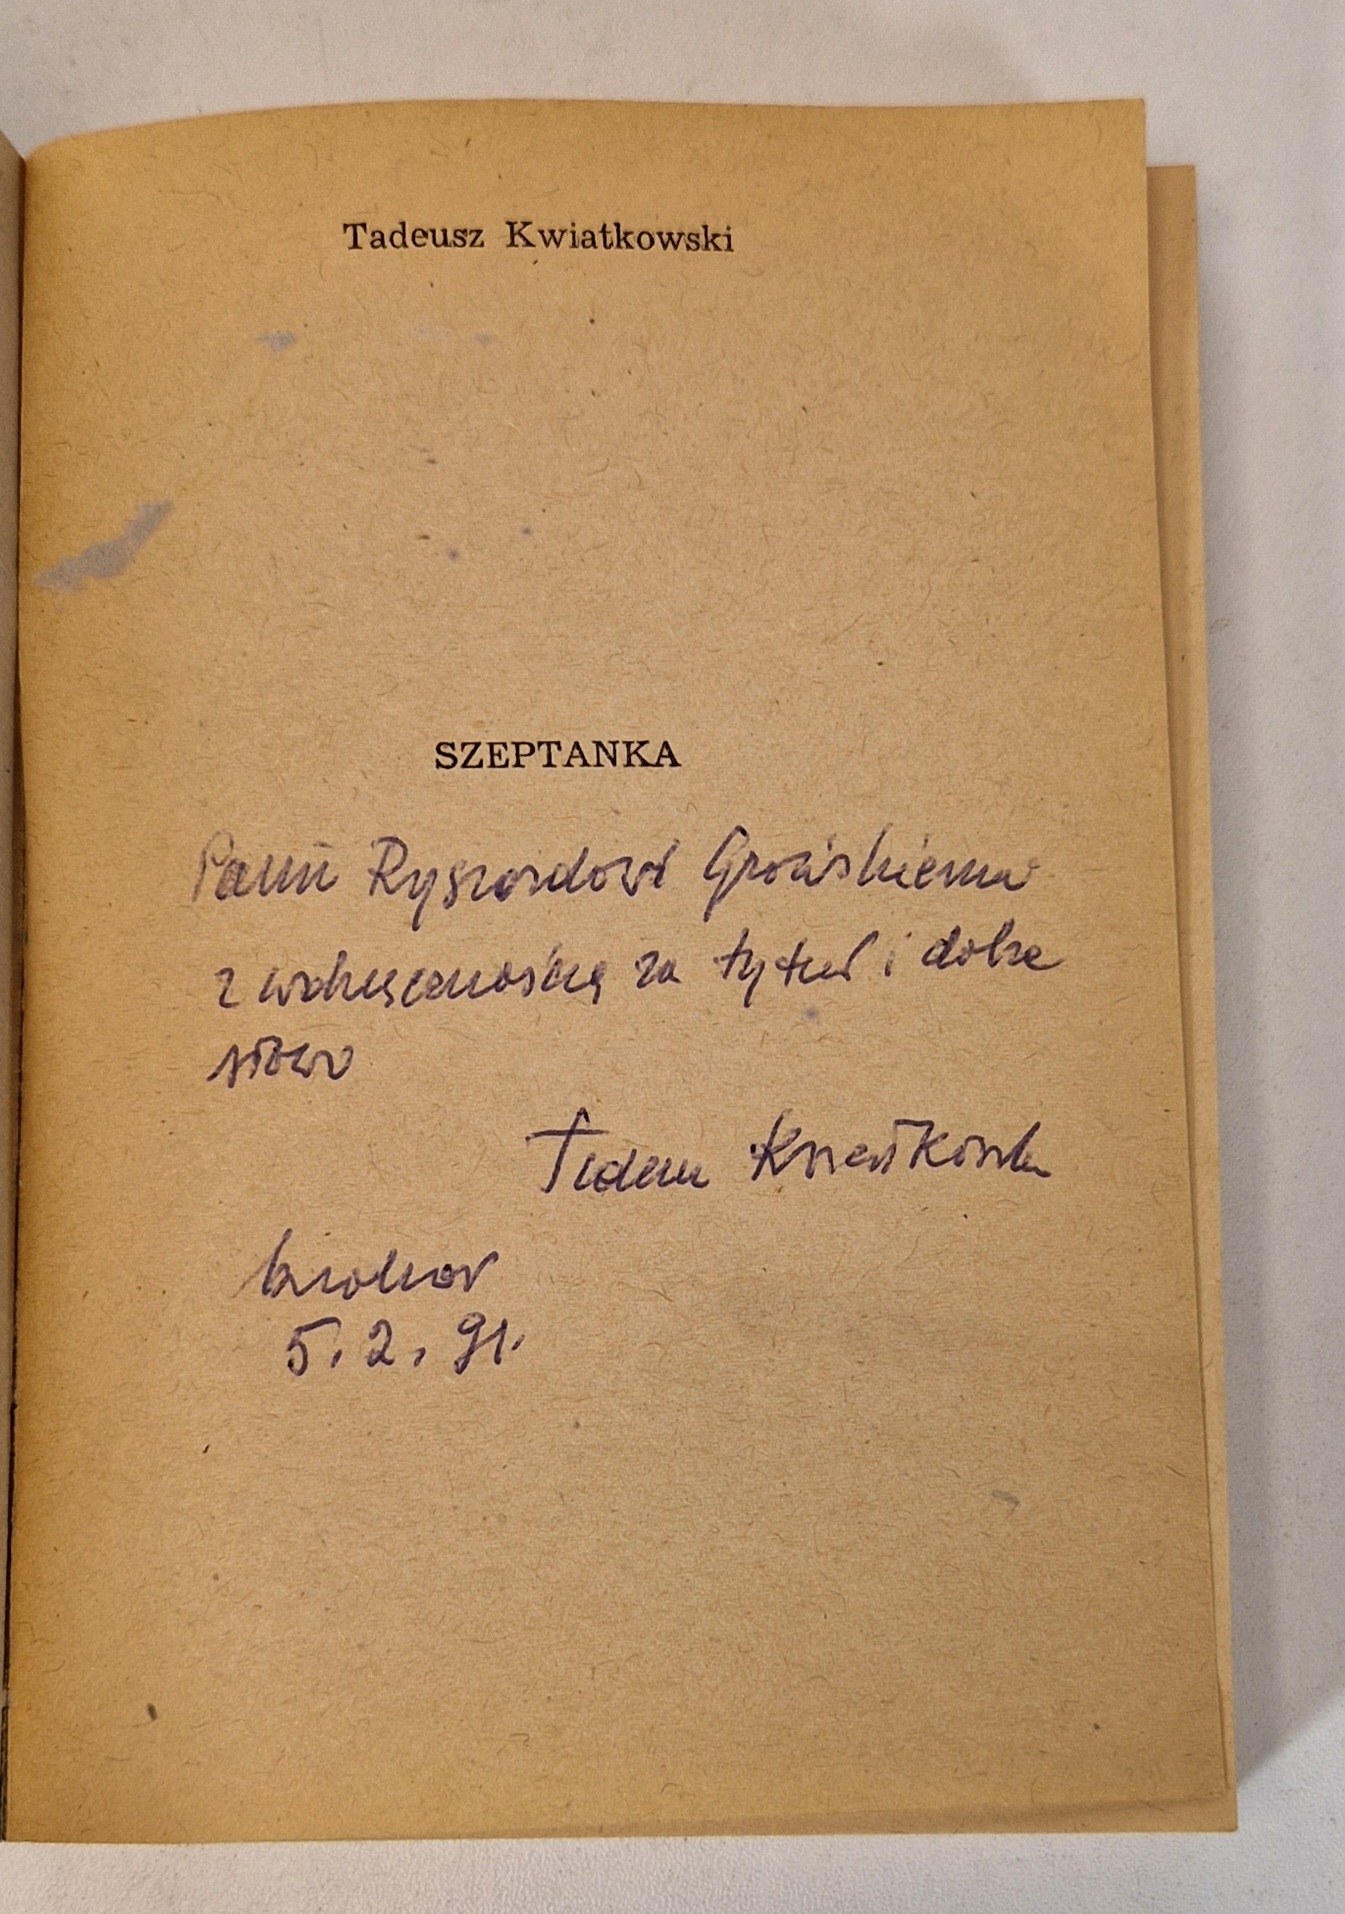 Tadeusz Kwiatkowski
SZEPTANKA
Panu Ryszardowi Grońskiemu
z wdzięcznością za tytuł i dobre
słowo
Tadeusz Kwiatkowski
Kraków
5.2.91.